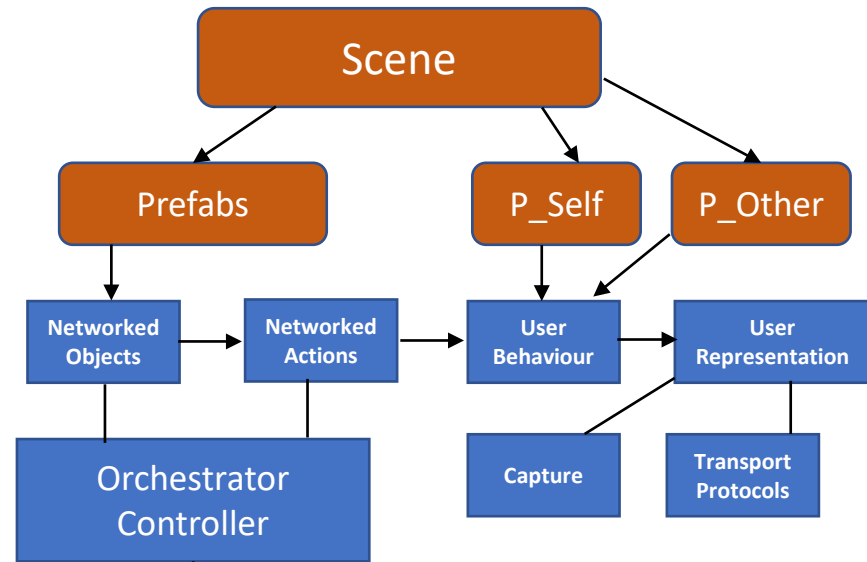 Scene
Prefabs
P_Self
P_Other
Networked
Objects
Networked
Actions
User
Behaviour
User
Representation
Orchestrator
Controller
Capture
Transport
Protocols